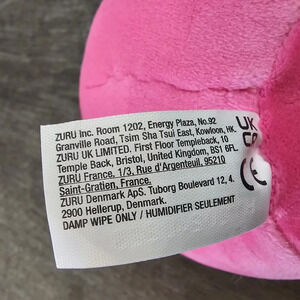 ZURU Inc. Room 1202, Energy Plaza, No.92
Granville Road, Tsim Sha Tsui East, Kowloon, HK.
ZURU UK LIMITED. First Floor Templeback, 10
Temple Back, Bristol, United Kingdom, BS1 6FL.
ZURU France, 1/3, Rue d'Argenteuil, 95210
Saint-Gratien, France.
ZURU Denmark ApS. Tuborg Boulevard 12, 4.
2900 Hellerup, Denmark.
DAMP WIPE ONLY / HUMIDIFIER SEULEMENT
UK
CA
CE